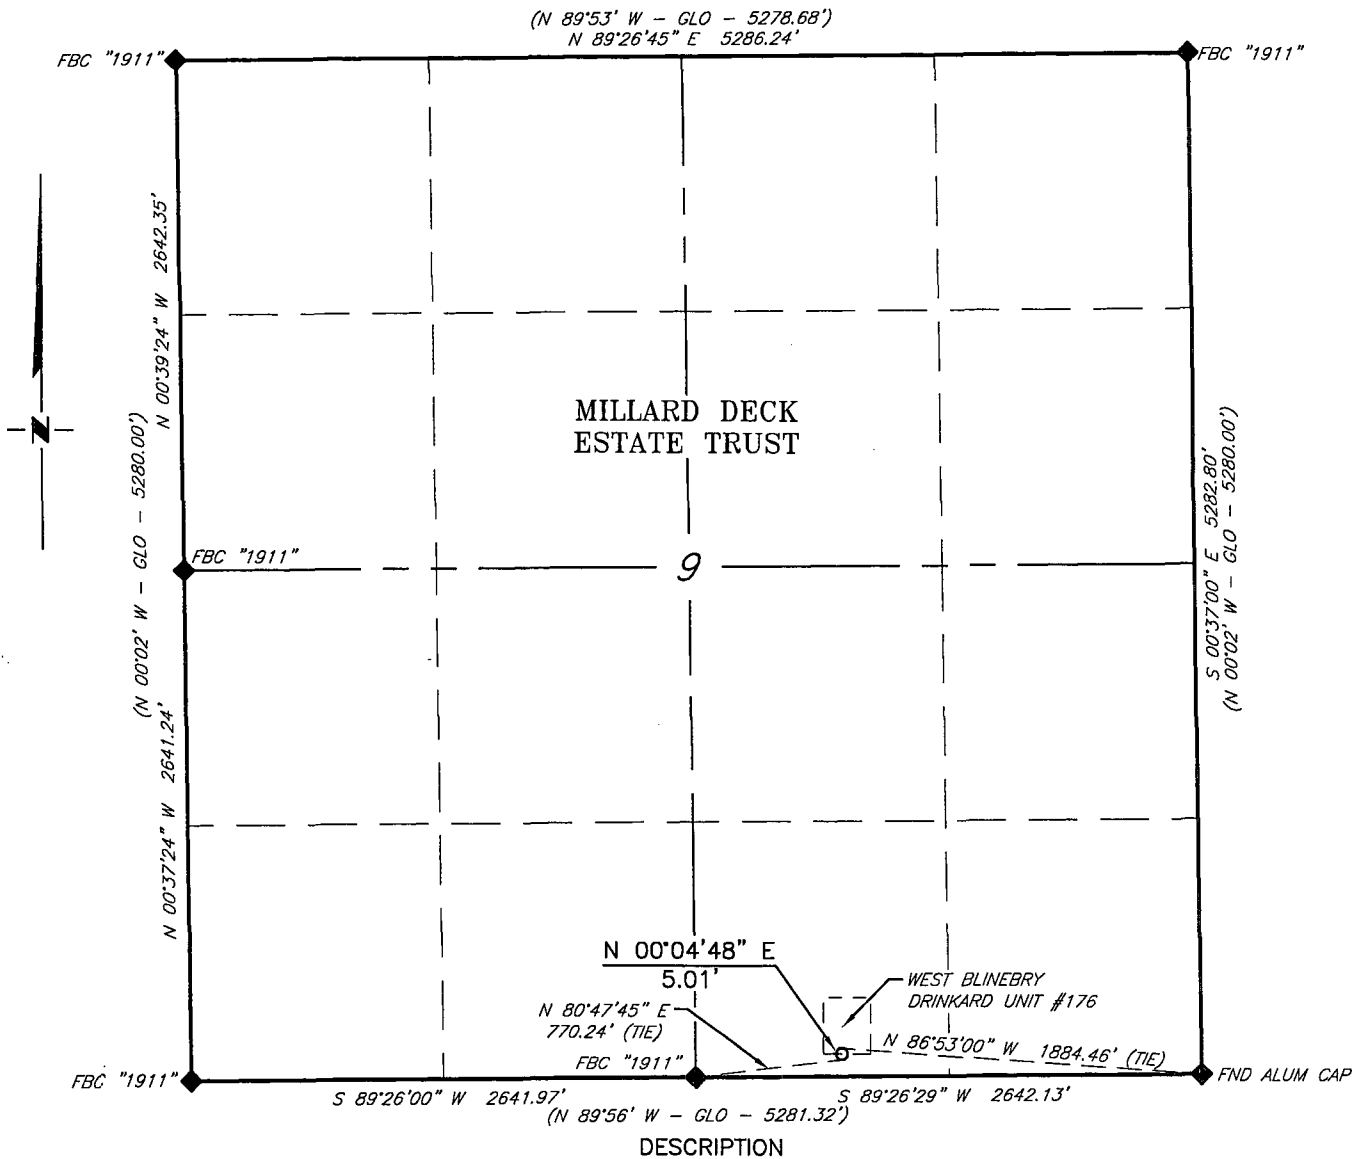 (N 89°53' W - GLO - 5278.68')
N 89°26'45" E 5286.24'
FBC "1911"
FBC "1911"
N 00°39'24" W 2642.35'
MILLARD DECK
ESTATE TRUST
N
(N 00°02' W - GLO - 5280.00')
S 00°37'00" E 5282.80'
(N 00°02' W - GLO - 5280.00')
FBC "1911"
9
N 00°37'24" W 2641.24'
N 00°04'48" E
5.01'
WEST BLINEBRY
DRINKARD UNIT #176
N 80°47'45" E
770.24' (TIE)
N 86°53'00" W 1884.46' (TIE)
FBC "1911"
FBC "1911"
FND ALUM CAP
S 89°26'00" W 2641.97'
S 89°26'29" W 2642.13'
(N 89°56' W - GLO - 5281.32')
DESCRIPTION